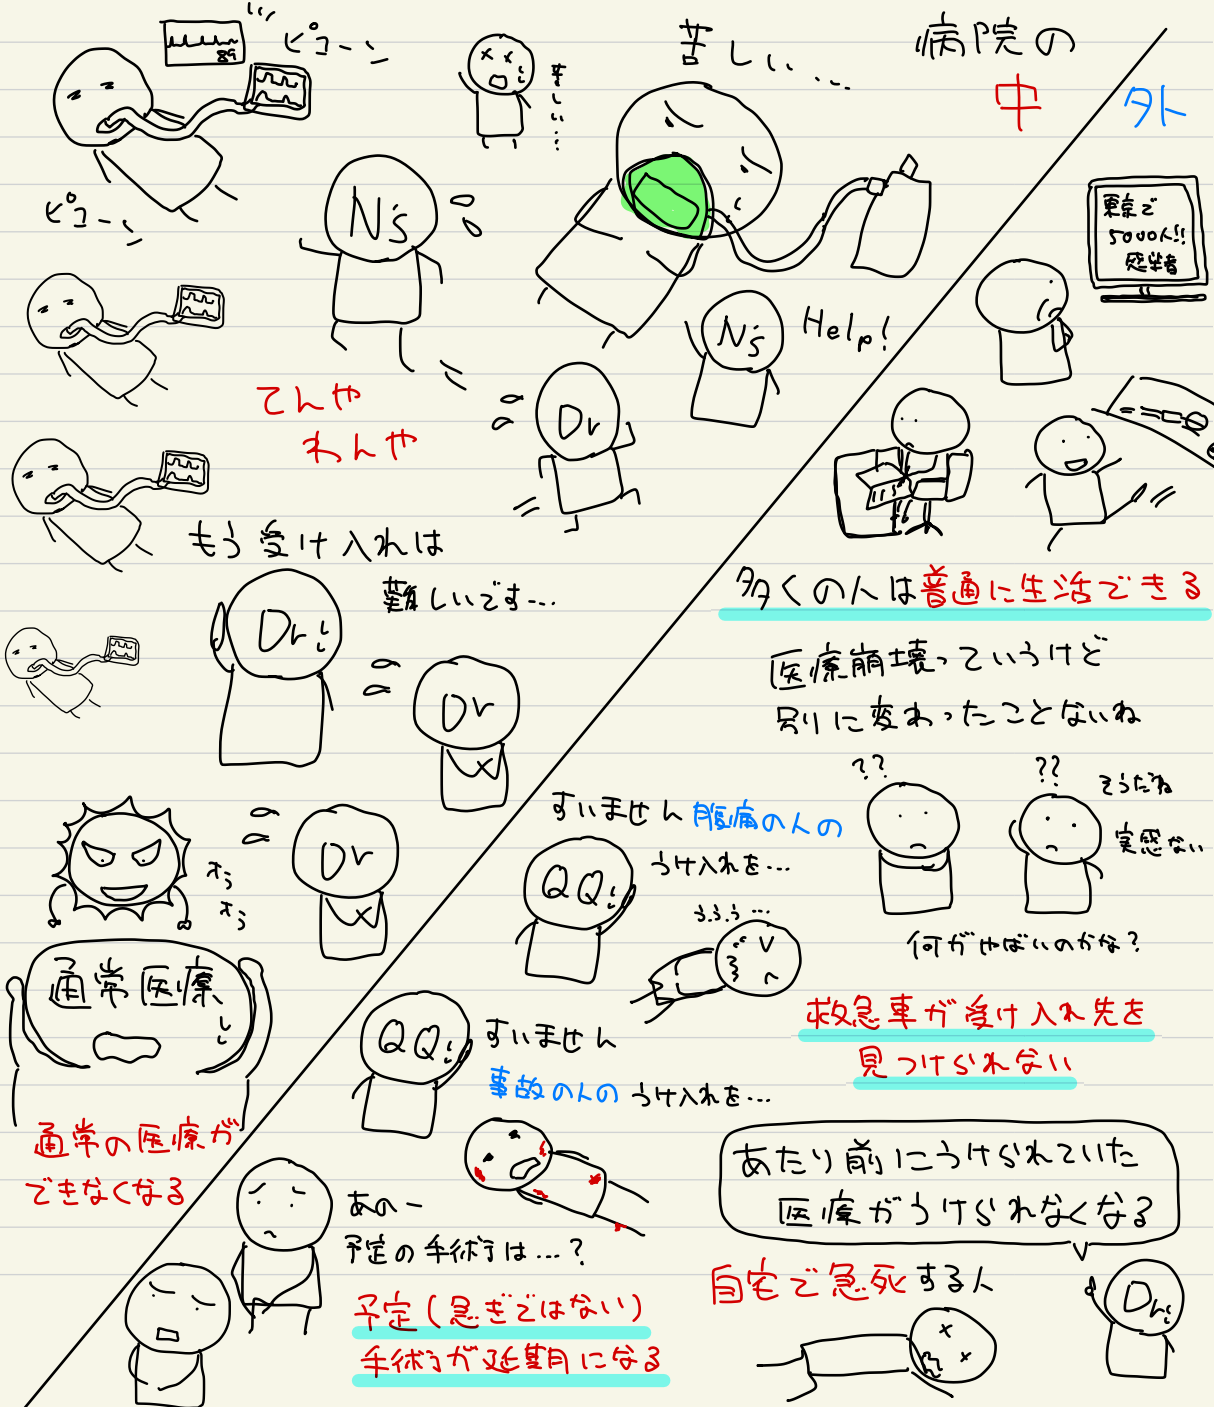 病院の
中
外
89
ピコーン
苦しい…
苦しい…
ピコーン
N's
東京で
5000人!!
感染者
N's
Help!
てんや
わんや
Dr
もう受け入れは
難しいです…
Dr
Dr
多くの人は普通に生活できる
医療崩壊っていうけど
別に変わったことないね
??
??
そうだね
実感ない
何がやばいのかな?
オラ
オラ
Dr
通常医療
通常の医療が
できなくなる
すいません腹痛の人の
うけ入れを…
QQ
ううう…
救急車が受け入れ先を
見つけられない
QQ
すいません
事故の人の うけ入れを…
あのー
予定の手術は…?
予定(急ぎではない)
手術が延期になる
あたり前にうけられていた
医療がうけられなくなる
自宅で急死する人
Dr